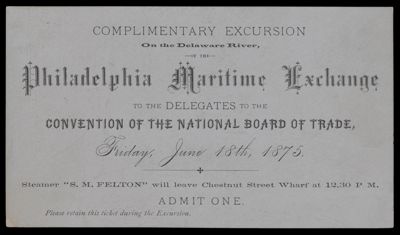 COMPLIMENTARY EXCURSION
On the Delaware River,
OF THE
Philadelphia Maritime Exchange
TO THE DELEGATES TO THE
CONVENTION OF THE NATIONAL BOARD OF TRADE,
Friday, June 18th, 1875.
Steamer "S. M. FELTON" will leave Chestnut Street Wharf at 12.30 P. M.
ADMIT ONE.
Please retain this ticket during the Excursion.